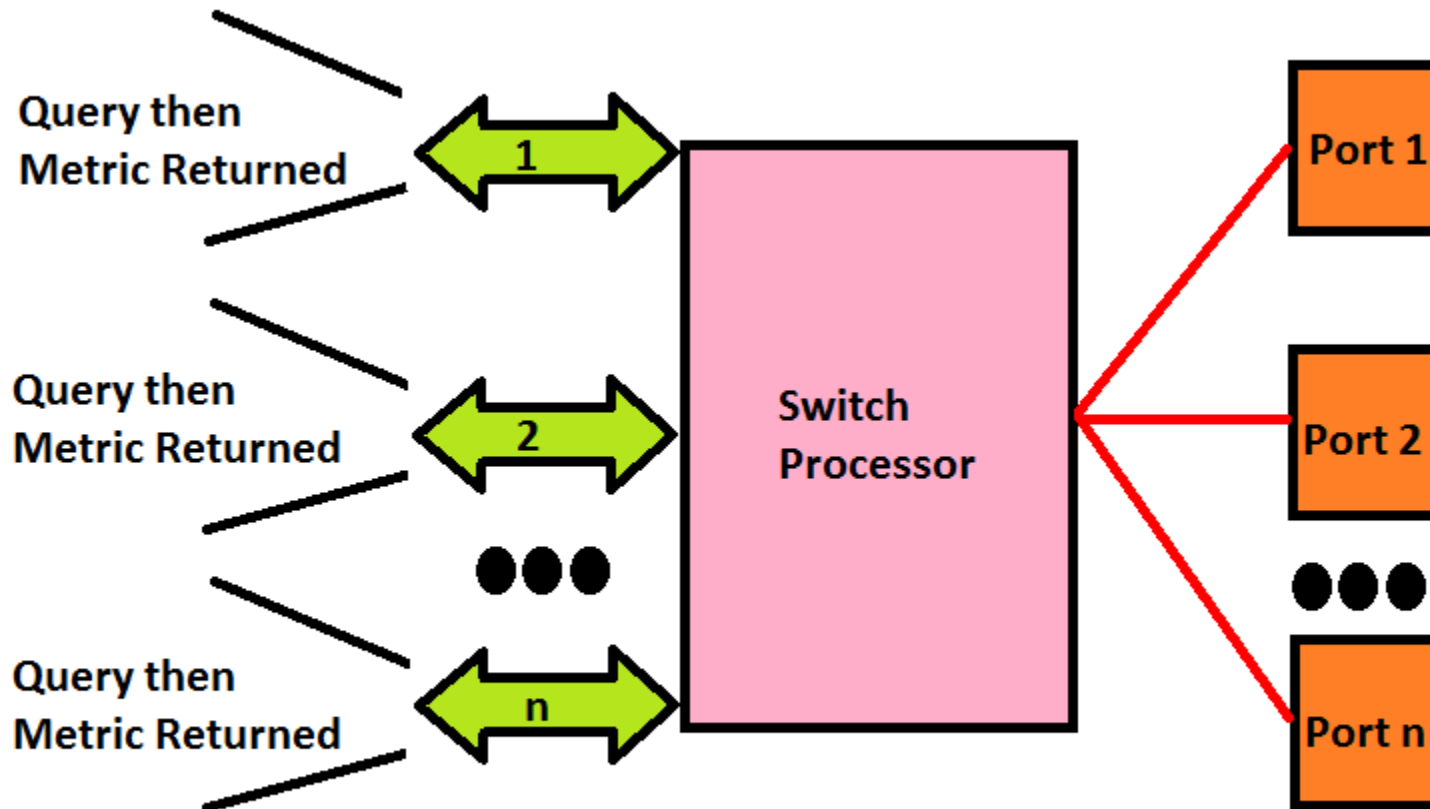 Query then
Metric Returned
1
Port 1
Query then
Metric Returned
2
Switch
Processor
Port 2
Query then
Metric Returned
n
Port n